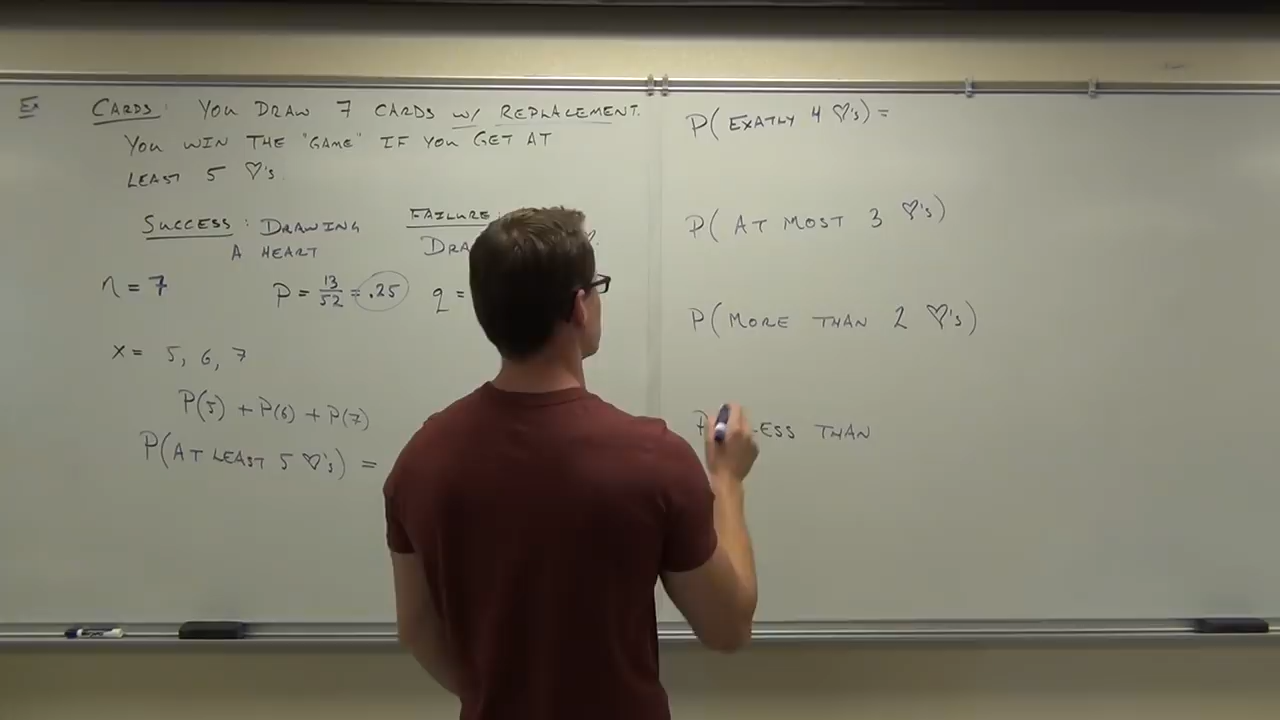 Ex CARDS: YOU DRAW 7 CARDS W/ REPLACEMENT.
YOU WIN THE "GAME" IF YOU GET AT
LEAST 5 ♡'s.
SUCCESS: DRAWING
A HEART
FAILURE:
n = 7
P = 13/52 = .25
q =
X = 5, 6, 7
P(5) + P(6) + P(7)
P(AT LEAST 5 ♡'s) =
P( EXATLY 4 ♡'s) =
P( AT MOST 3 ♡'s)
P(MORE THAN 2 ♡'s)
THAN